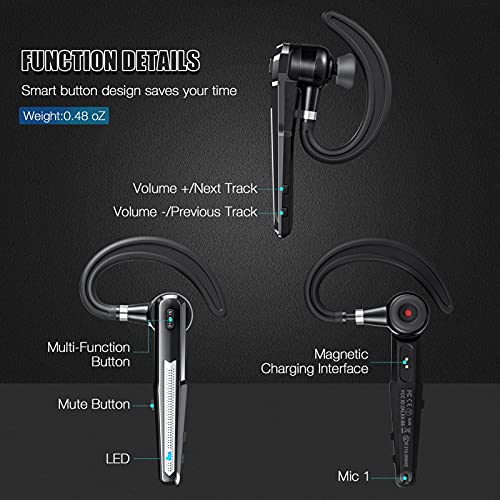 FUNCTION DETAILS
Smart button design saves your time
Weight:0.48 oZ
Volume +/Next Track
Volume -/Previous Track
Multi-Function
Button
Magnetic
Charging Interface
Mute Button
LED
Mic 1